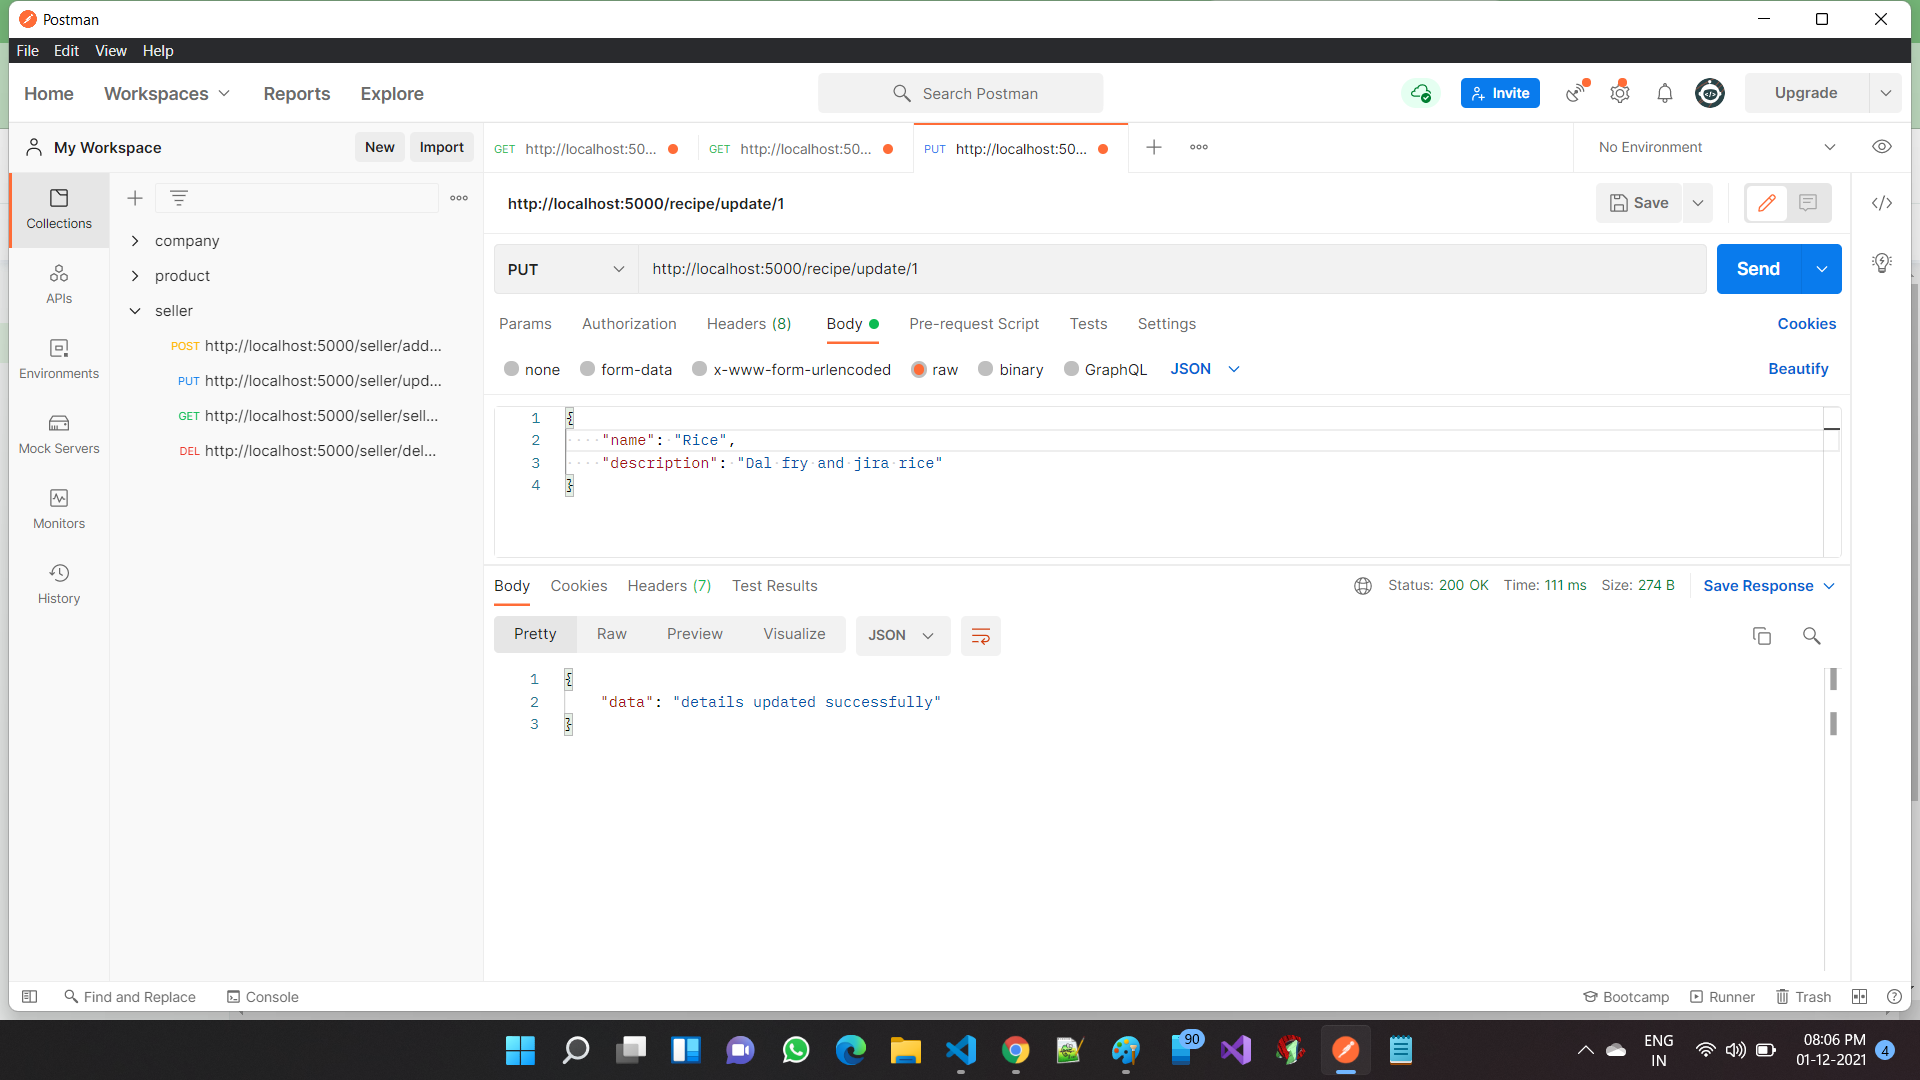 Postman
File Edit View Help
Home Workspaces Reports Explore
Search Postman
Invite
Upgrade
My Workspace New Import
GET http://localhost:50...
GET http://localhost:50...
PUT http://localhost:50...
No Environment
Collections
APIs
Environments
Mock Servers
Monitors
History
company
product
seller
POST http://localhost:5000/seller/add...
PUT http://localhost:5000/seller/upd...
GET http://localhost:5000/seller/sell...
DEL http://localhost:5000/seller/del...
http://localhost:5000/recipe/update/1
Save
PUT http://localhost:5000/recipe/update/1 Send
Params Authorization Headers (8) Body Pre-request Script Tests Settings Cookies
none form-data x-www-form-urlencoded raw binary GraphQL JSON Beautify
1 {
2 "name": "Rice",
3 "description": "Dal fry and jira rice"
4 }
Body Cookies Headers (7) Test Results
Status: 200 OK Time: 111 ms Size: 274 B Save Response
Pretty Raw Preview Visualize JSON
1 {
2 "data": "details updated successfully"
3 }
Find and Replace Console
Bootcamp Runner Trash
90
ENG
IN
08:06 PM
01-12-2021
4